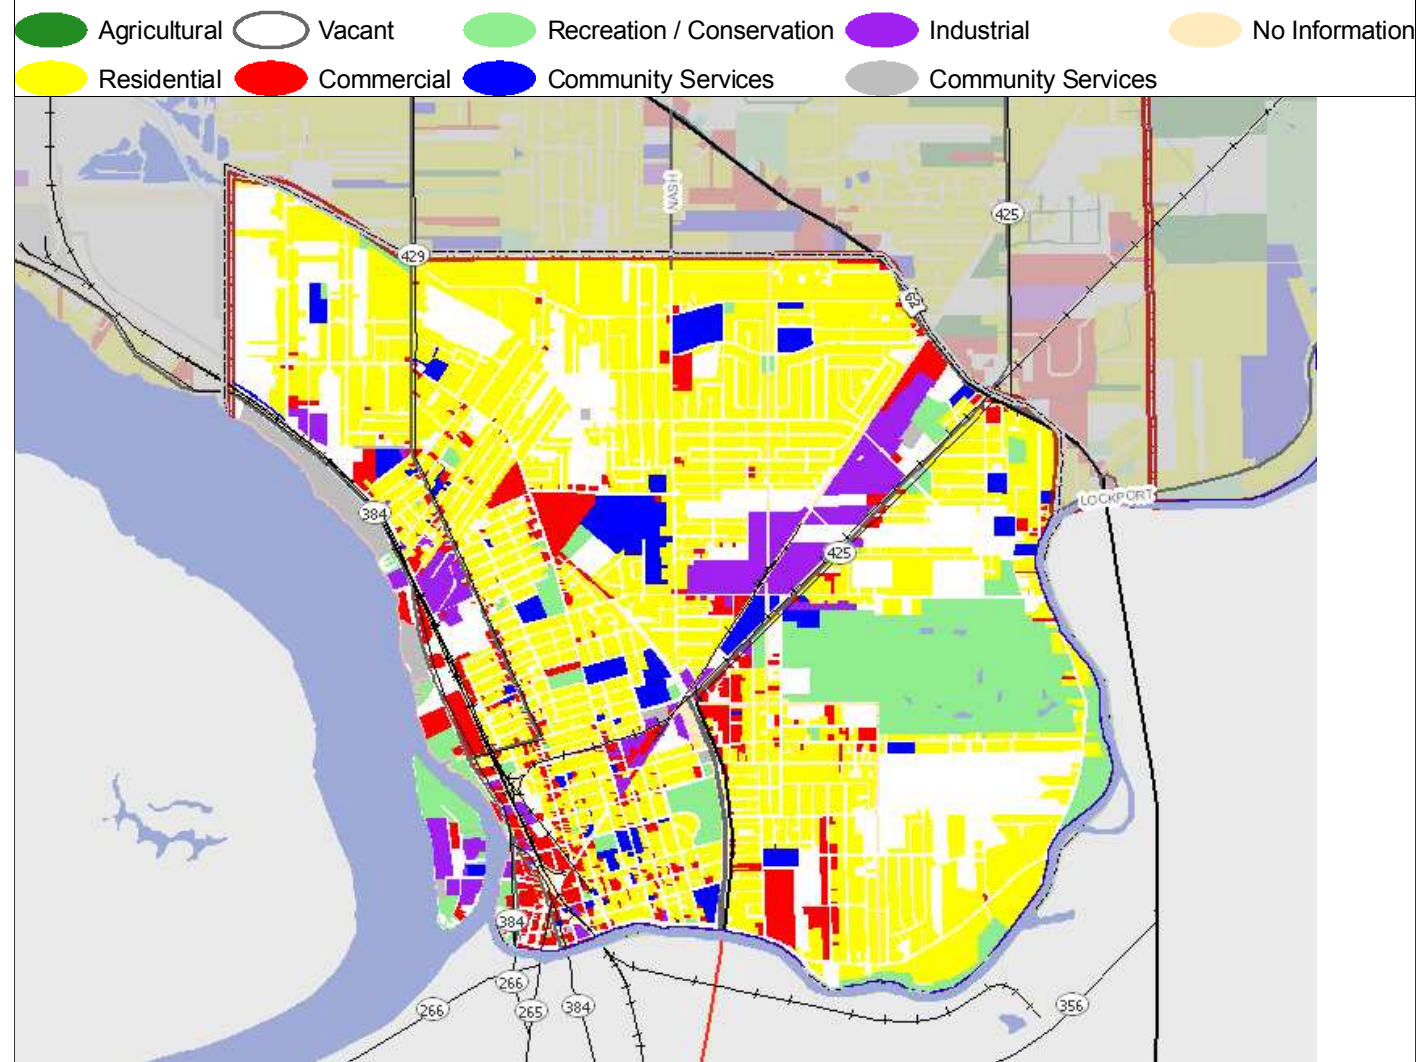 Agricultural Vacant Recreation / Conservation Industrial No Information
Residential Commercial Community Services Community Services
NASH
425
429
429
LOCKPORT
384
425
384
266
266
265
384
356